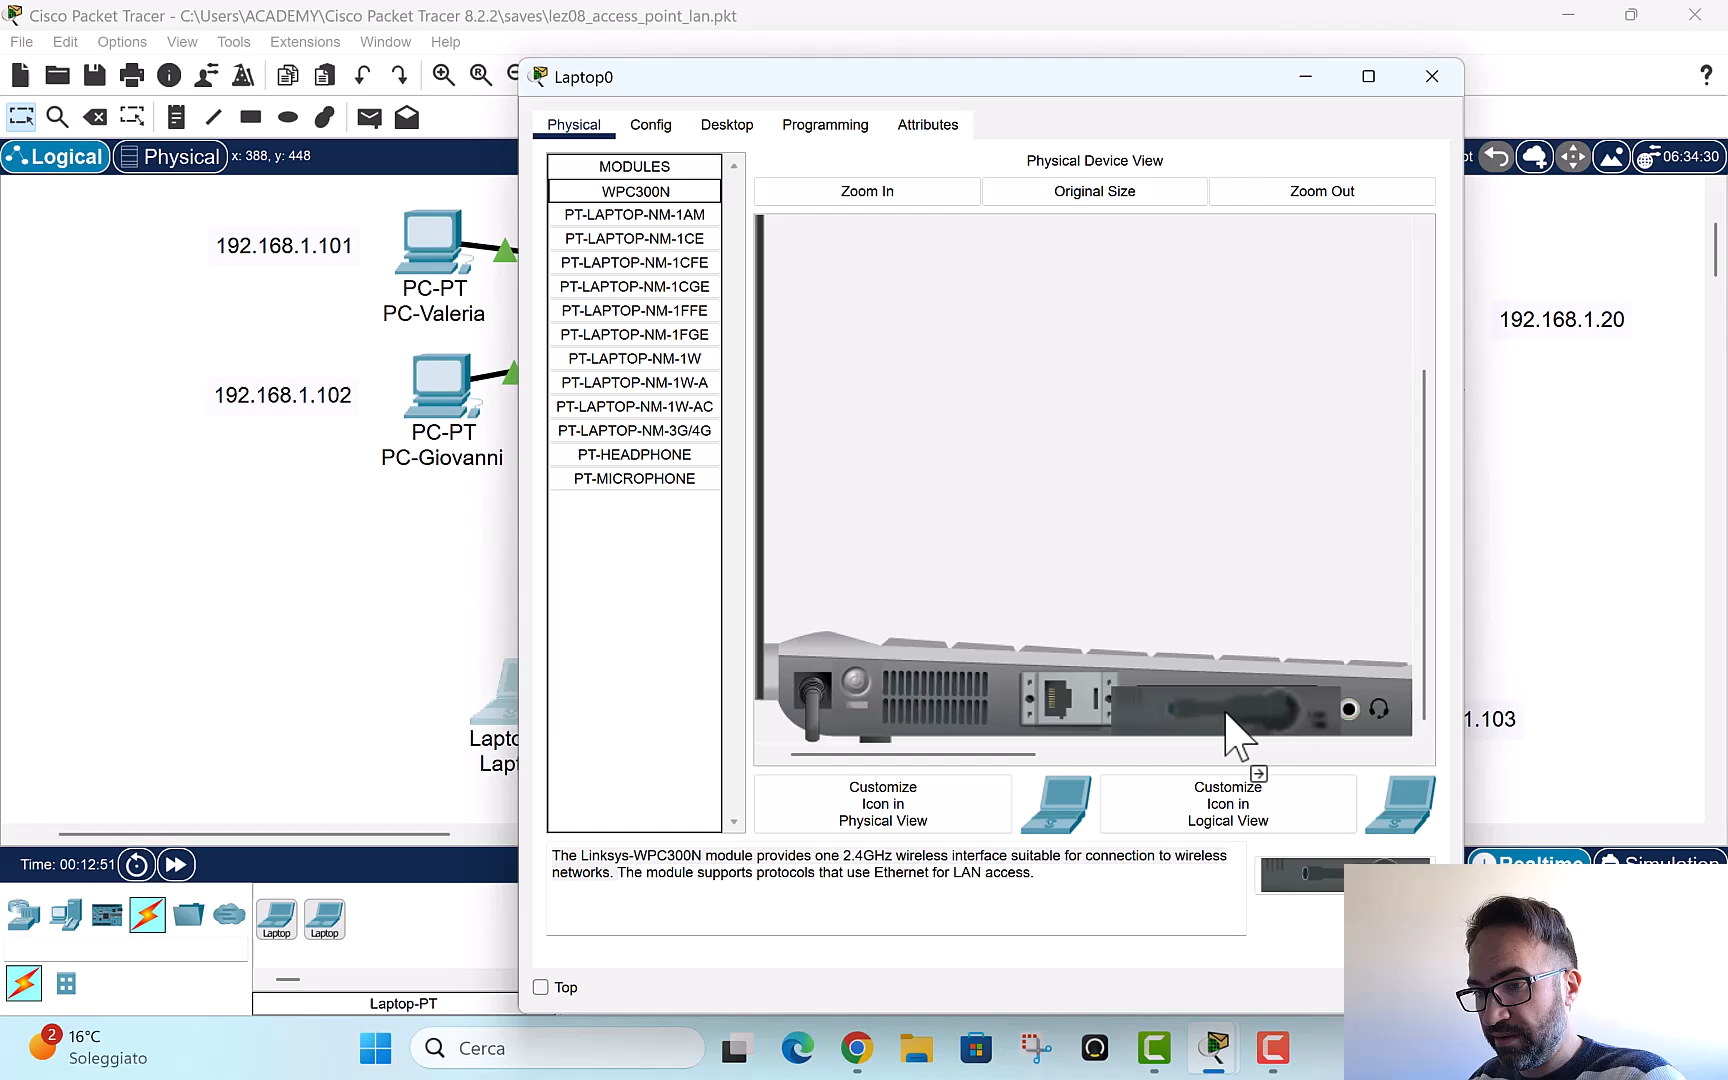 Cisco Packet Tracer - C:\Users\ACADEMY\Cisco Packet Tracer 8.2.2\saves\lez08_access_point_lan.pkt
File Edit Options View Tools Extensions Window Help
?
Laptop0
Logical Physical x: 388, y: 448
06:34:30
Physical Config Desktop Programming Attributes
MODULES
WPC300N
PT-LAPTOP-NM-1AM
PT-LAPTOP-NM-1CE
PT-LAPTOP-NM-1CFE
PT-LAPTOP-NM-1CGE
PT-LAPTOP-NM-1FFE
PT-LAPTOP-NM-1FGE
PT-LAPTOP-NM-1W
PT-LAPTOP-NM-1W-A
PT-LAPTOP-NM-1W-AC
PT-LAPTOP-NM-3G/4G
PT-HEADPHONE
PT-MICROPHONE
Physical Device View
Zoom In Original Size Zoom Out
192.168.1.101
PC-PT
PC-Valeria
192.168.1.102
PC-PT
PC-Giovanni
192.168.1.20
1.103
Customize
Icon in
Physical View
Customize
Icon in
Logical View
The Linksys-WPC300N module provides one 2.4GHz wireless interface suitable for connection to wireless
networks. The module supports protocols that use Ethernet for LAN access.
Time: 00:12:51
Realtime Simulation
Laptop Laptop
Laptop-PT
Top
2
16°C
Soleggiato
Cerca